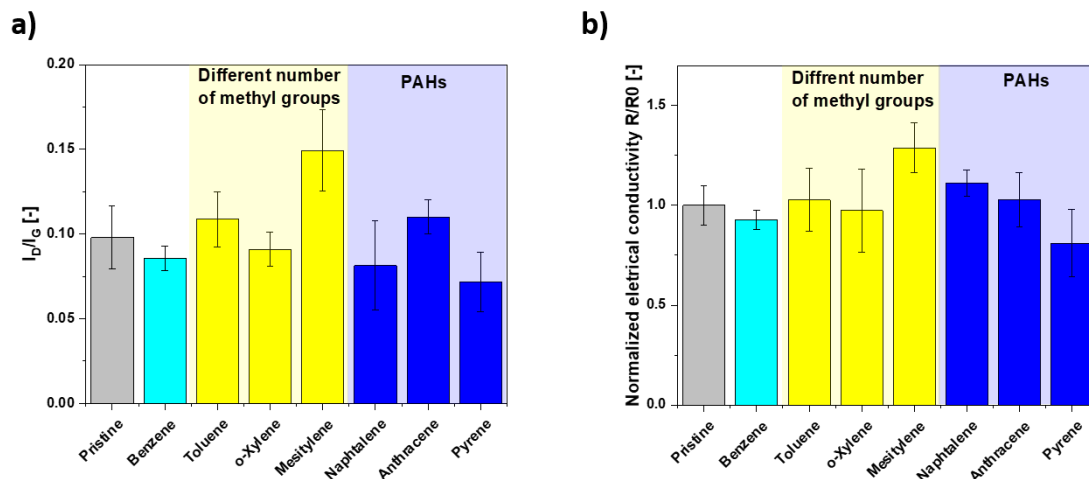 a)
I_D/I_G [-]
0.20
0.15
0.10
0.05
0.00
Different number
of methyl groups
PAHs
Pristine
Benzene
Toluene
o-Xylene
Mesitylene
Naphtalene
Anthracene
Pyrene
b)
Normalized eletrical conductivity R/R0 [-]
1.5
1.0
0.5
0.0
Diffrent number
of methyl groups
PAHs
Pristine
Benzene
Toluene
o-Xylene
Mesitylene
Naphtalene
Anthracene
Pyrene